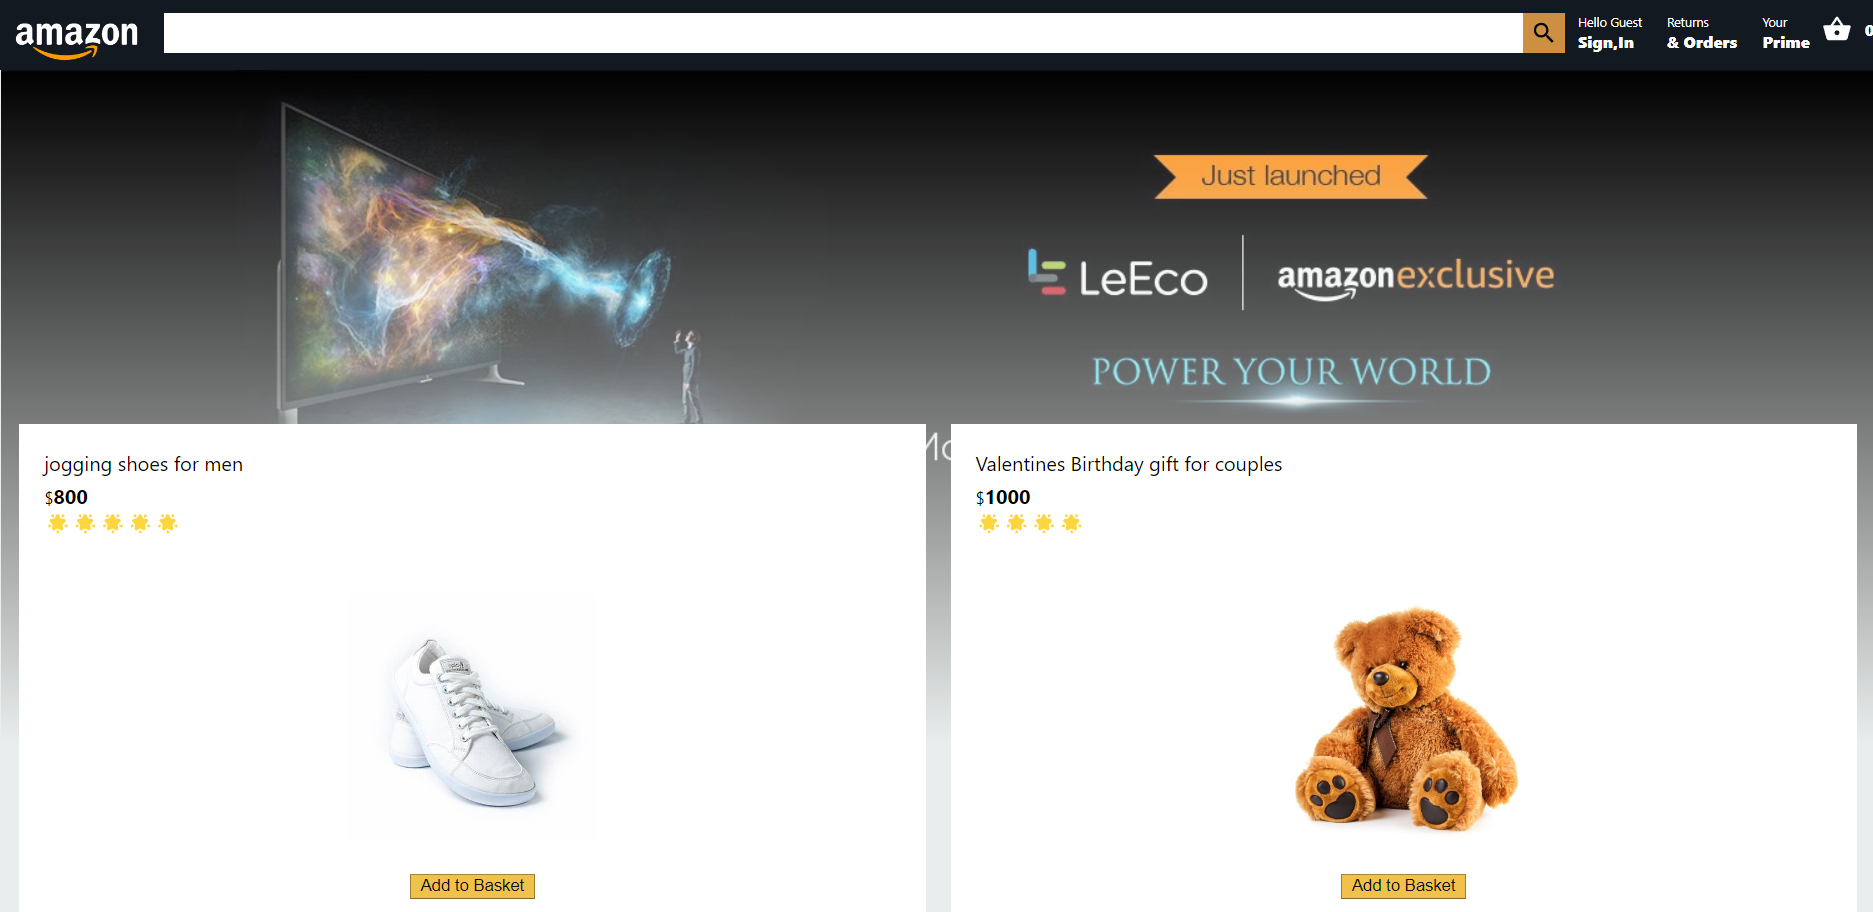 amazon
Hello Guest
Sign,In
Returns
& Orders
Your
Prime
0
Just launched
LeEco
amazonexclusive
POWER YOUR WORLD
jogging shoes for men
$800
Valentines Birthday gift for couples
$1000
Add to Basket
Add to Basket